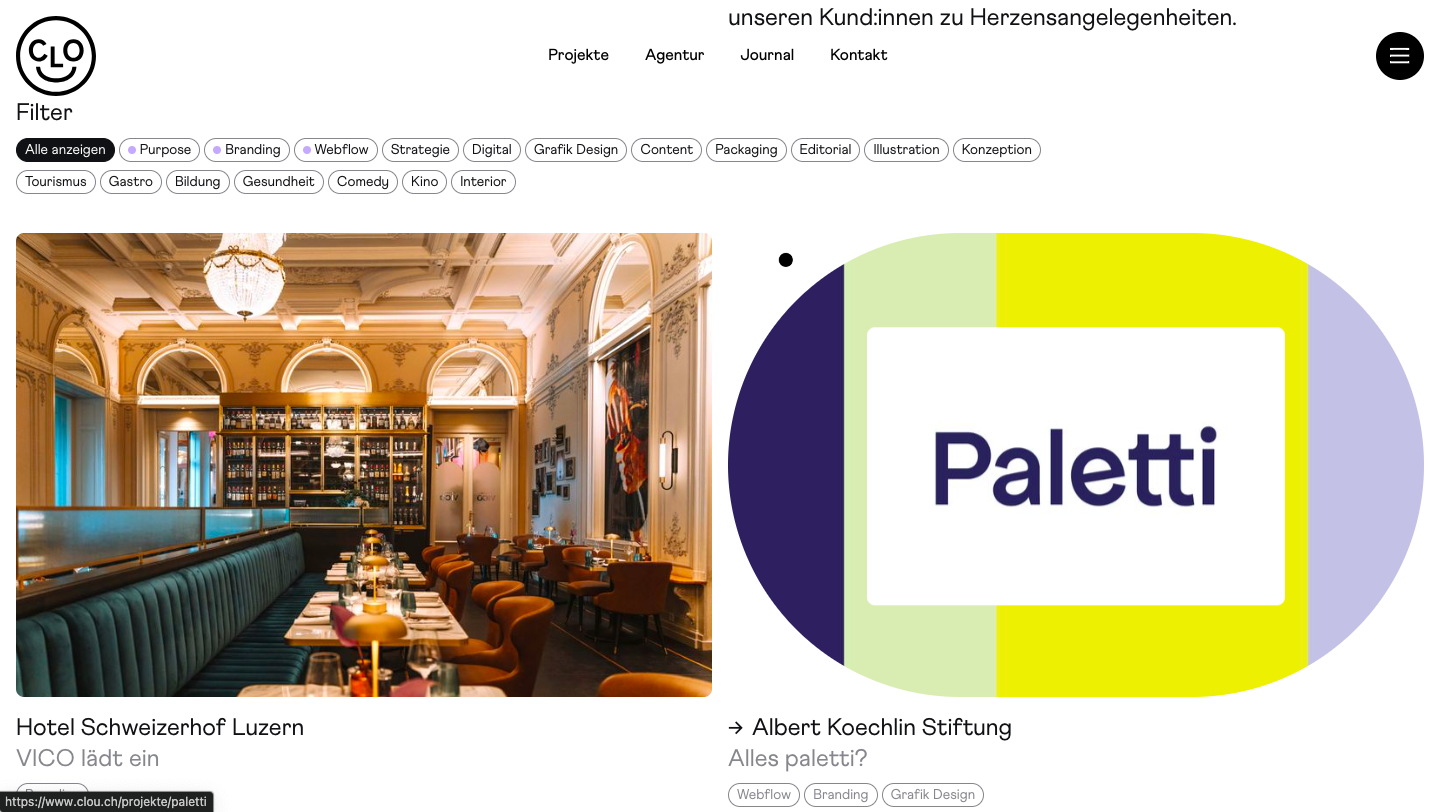 unseren Kund:innen zu Herzensangelegenheiten.
CLO
U
Projekte Agentur Journal Kontakt
Filter
Alle anzeigen Purpose Branding Webflow Strategie Digital Grafik Design Content Packaging Editorial Illustration Konzeption
Tourismus Gastro Bildung Gesundheit Comedy Kino Interior
Paletti
Hotel Schweizerhof Luzern
VICO lädt ein
→ Albert Koechlin Stiftung
Alles paletti?
Branding
Webflow Branding Grafik Design
https://www.clou.ch/projekte/paletti